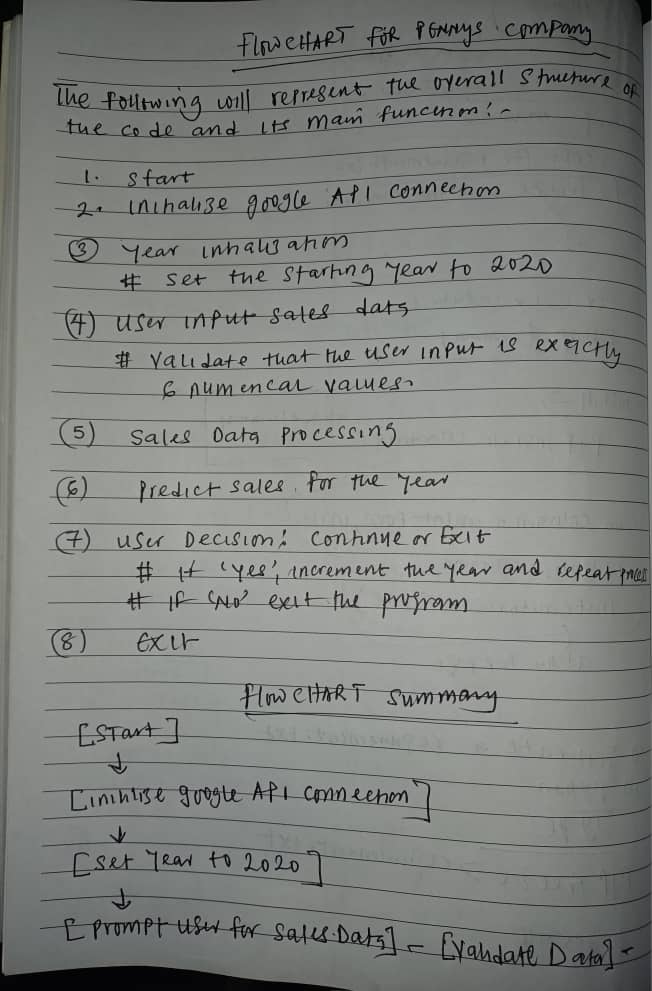 FLOWCHART FOR PENNYS COMPANY
The following will represent the overall structure of
the code and its main function:-
1. Start
2. Initialise google API connection
(3) Year initialisation
# set the starting year to 2020
(4) User input sales data
# Validate that the user input is exactly
6 numerical values.
(5) Sales Data Processing
(6) Predict sales for the year
(7) User Decision: Continue or Exit
# If 'yes', increment the year and repeat process
# If 'NO' exit the program
(8) Exit
FLOWCHART SUMMARY
[START]
↓
[initialise google API connection]
↓
[Set Year to 2020]
↓
[Prompt User for Sales Data] - [Validate Data] -